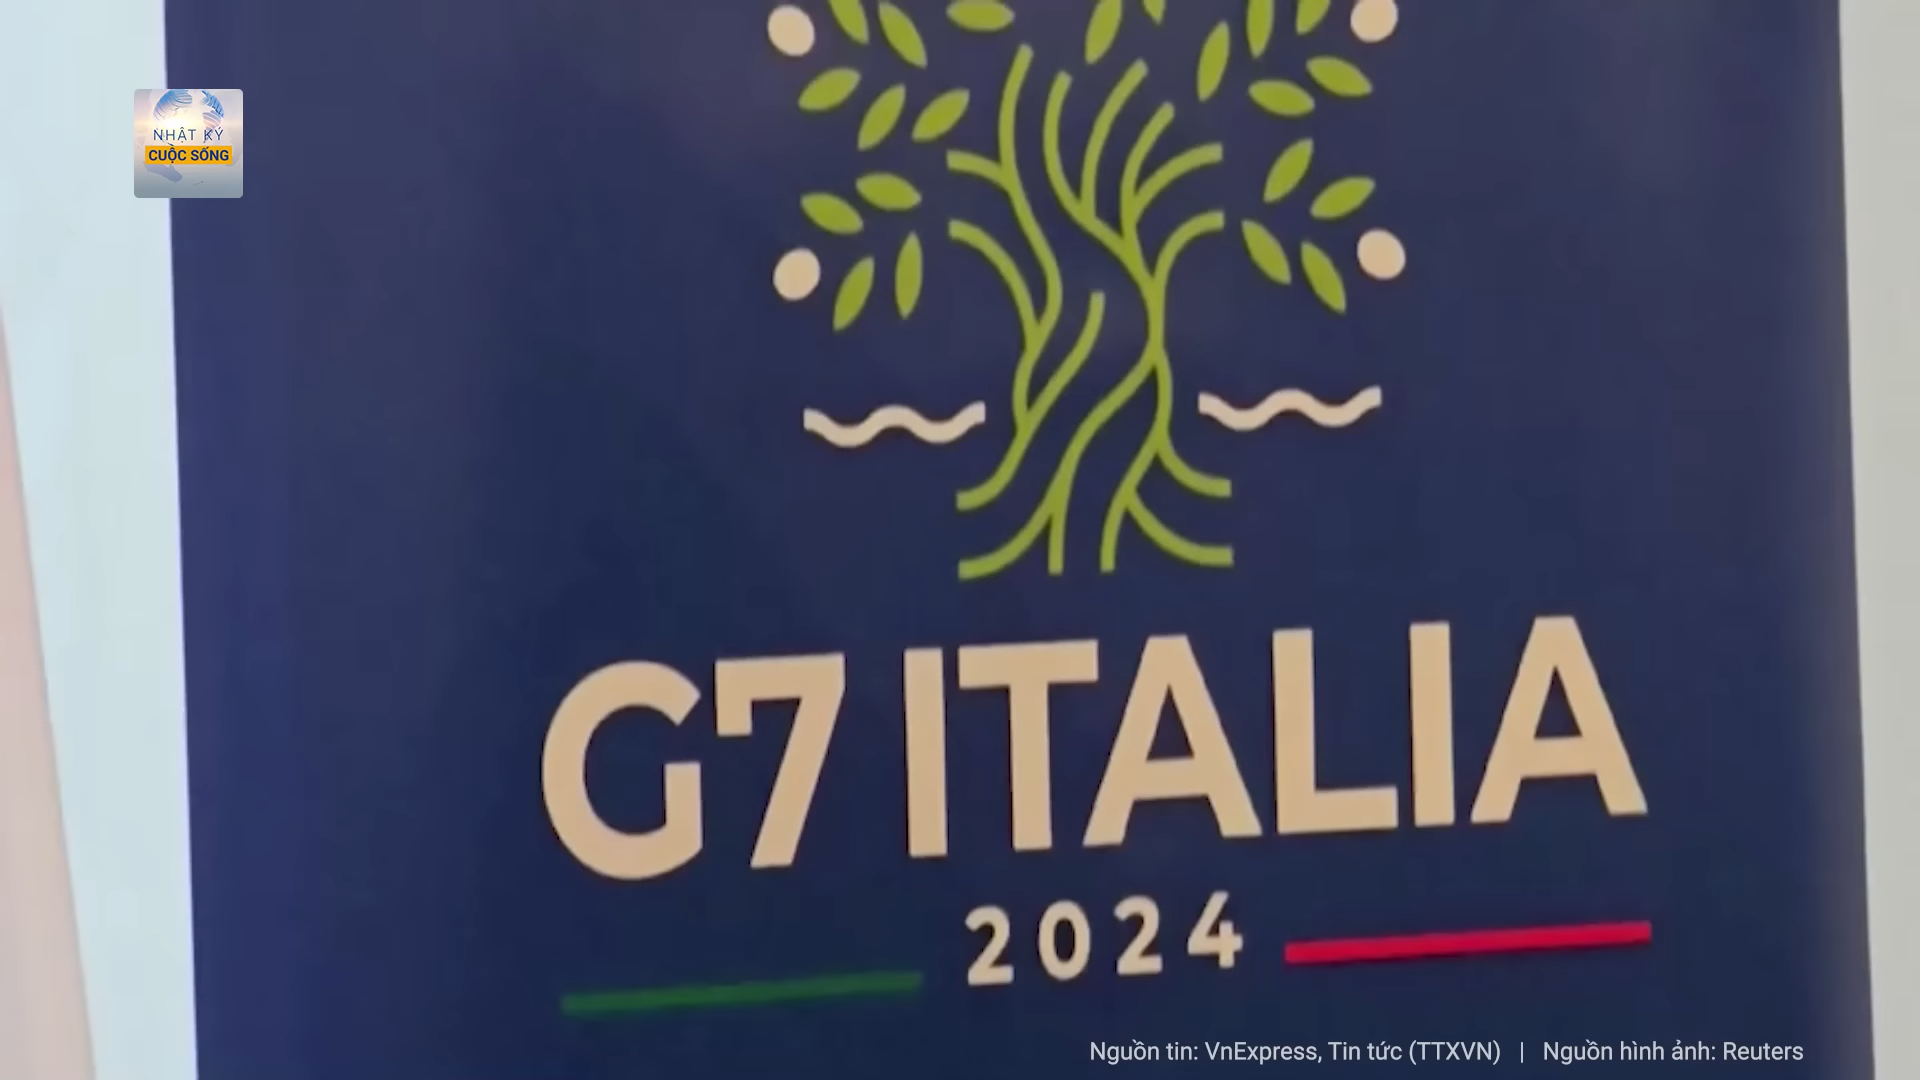 NHẬT KÝ
CUỘC SỐNG
G7 ITALIA
2024
Nguồn tin: VnExpress, Tin tức (TTXVN) | Nguồn hình ảnh: Reuters